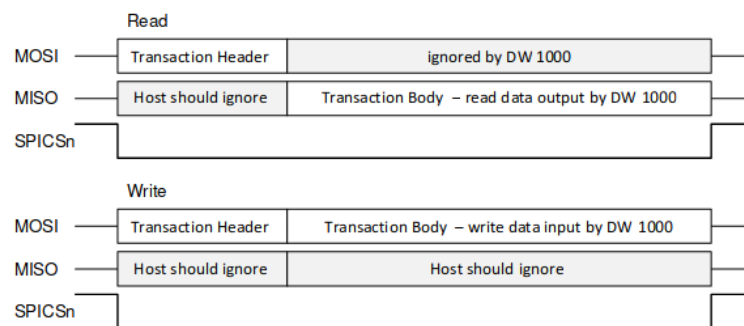 Read
MOSI Transaction Header ignored by DW 1000
MISO Host should ignore Transaction Body – read data output by DW 1000
SPICSn
Write
MOSI Transaction Header Transaction Body – write data input by DW 1000
MISO Host should ignore Host should ignore
SPICSn